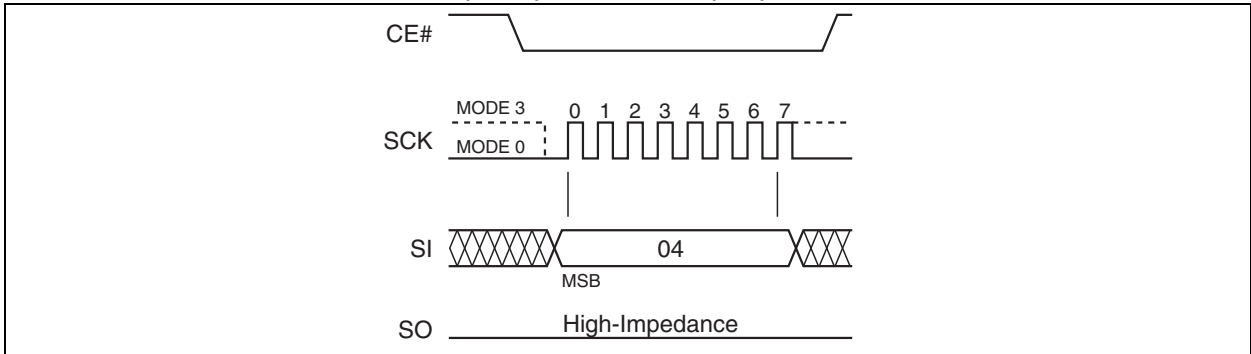 CE#
MODE 3
0 1 2 3 4 5 6 7
SCK
MODE 0
SI
04
MSB
SO
High-Impedance